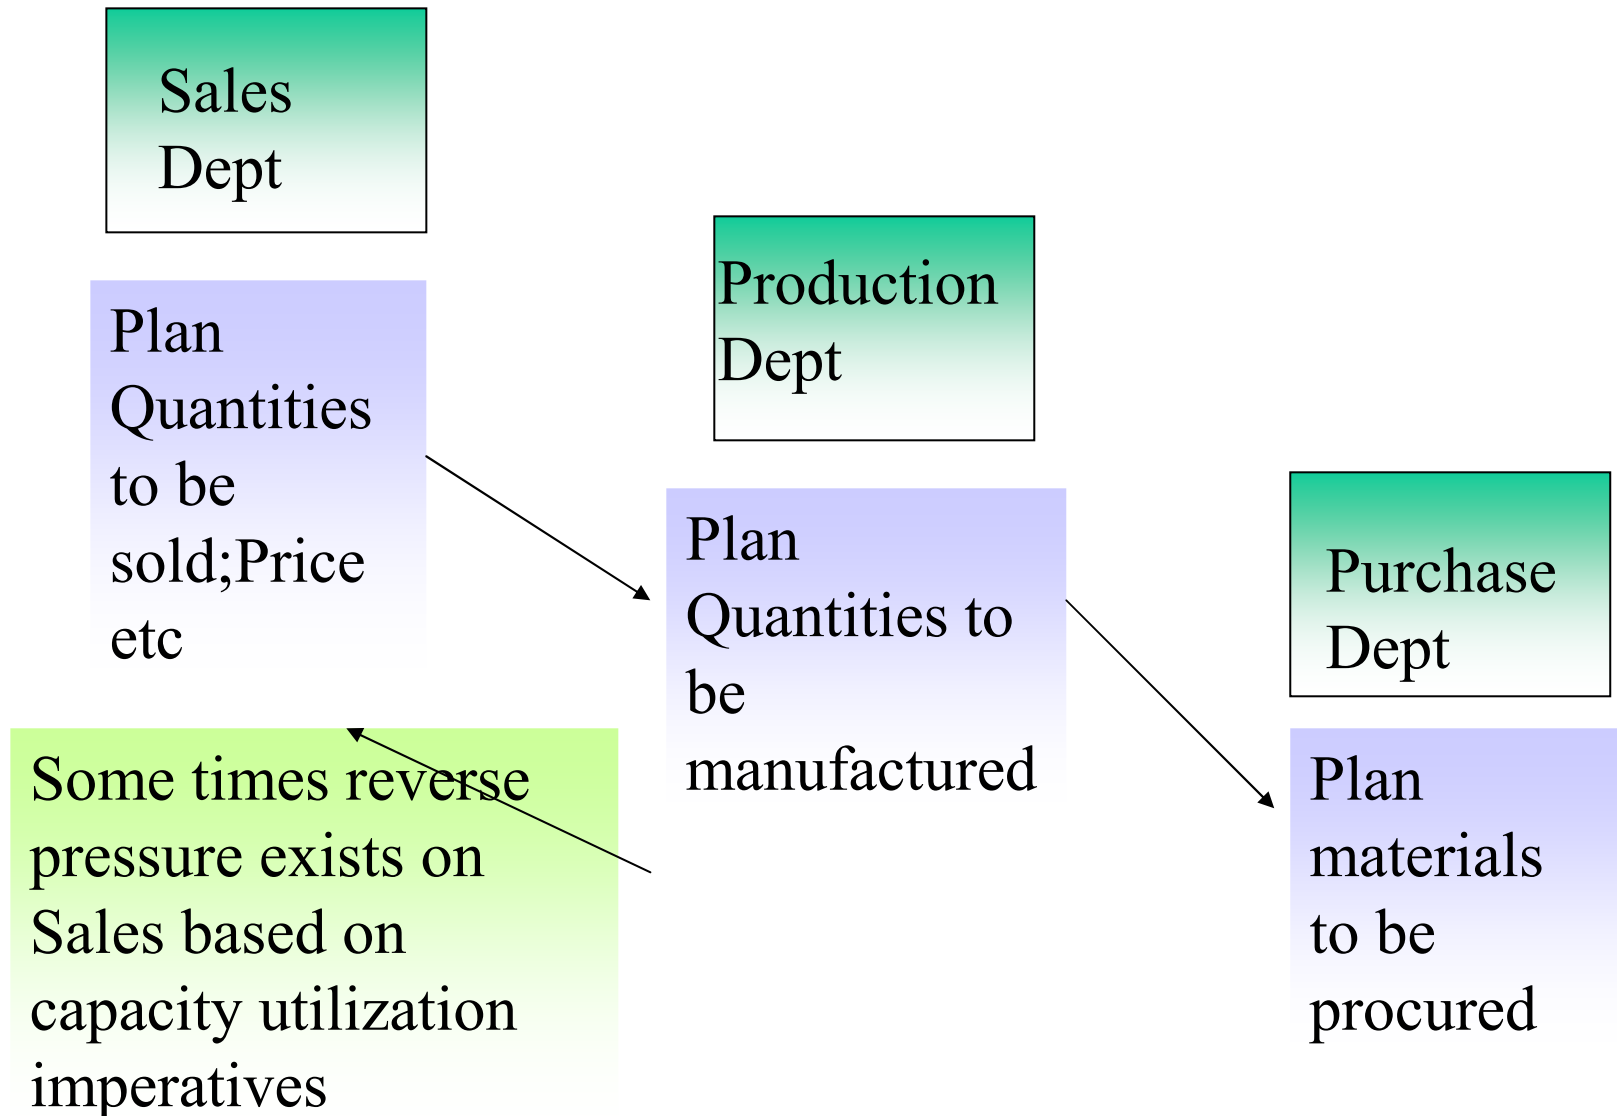 Sales
Dept
Plan
Quantities
to be
sold;Price
etc
Some times reverse
pressure exists on
Sales based on
capacity utilization
imperatives
Production
Dept
Plan
Quantities to
be
manufactured
Purchase
Dept
Plan
materials
to be
procured